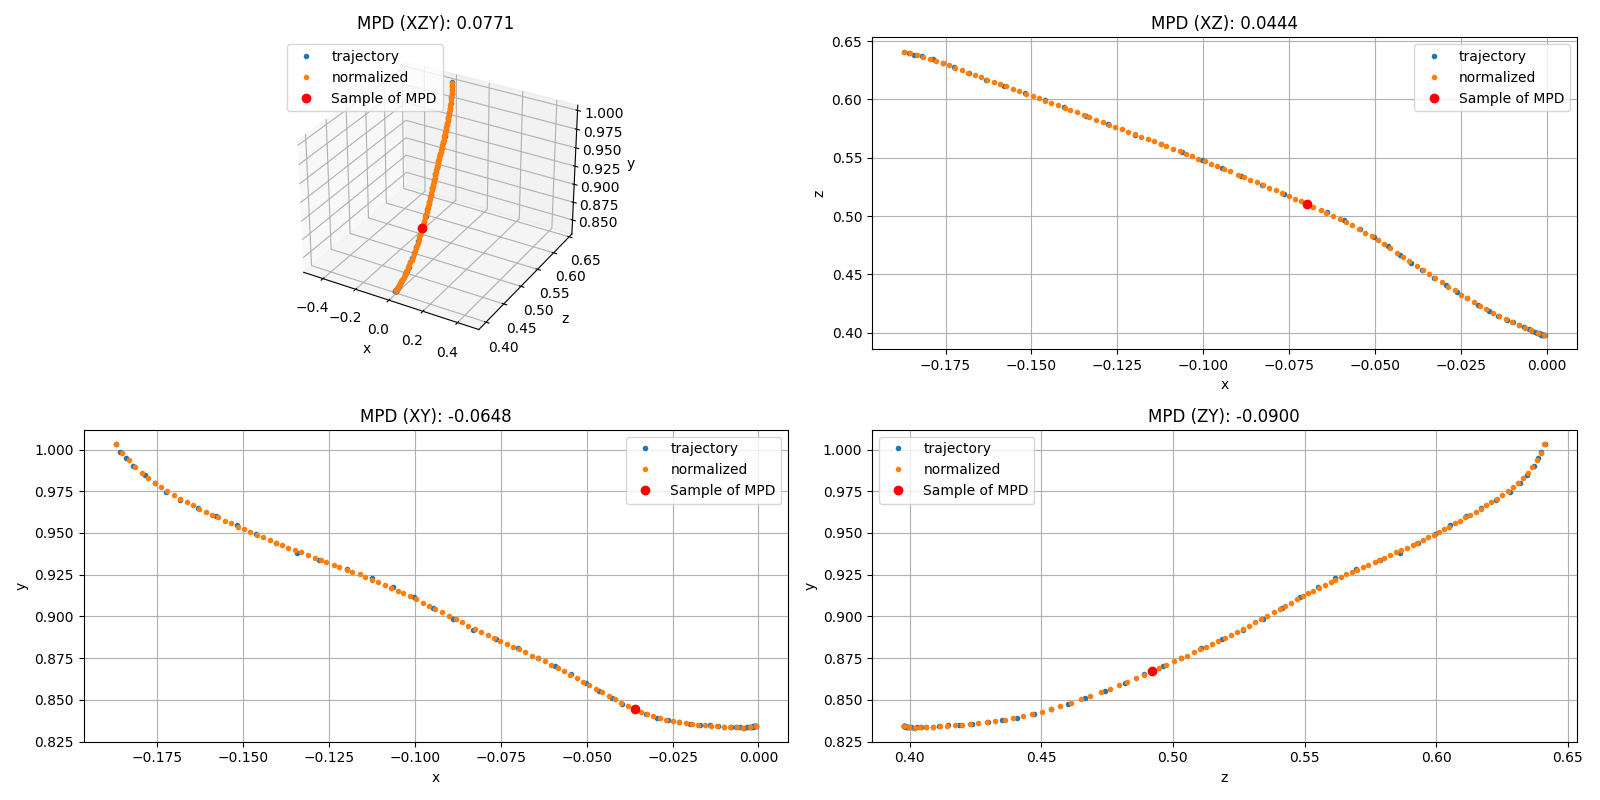 MPD (XZY): 0.0771
trajectory
normalized
Sample of MPD
1.000
0.975
0.950
0.925
0.900
0.875
0.850
y
0.65
0.60
0.55
0.50
0.45
0.40
z
−0.4
−0.2
0.0
0.2
0.4
x
MPD (XZ): 0.0444
trajectory
normalized
Sample of MPD
0.65
0.60
0.55
0.50
0.45
0.40
z
−0.175 −0.150 −0.125 −0.100 −0.075 −0.050 −0.025 0.000
x
MPD (XY): -0.0648
trajectory
normalized
Sample of MPD
1.000
0.975
0.950
0.925
0.900
0.875
0.850
0.825
y
−0.175 −0.150 −0.125 −0.100 −0.075 −0.050 −0.025 0.000
x
MPD (ZY): -0.0900
trajectory
normalized
Sample of MPD
1.000
0.975
0.950
0.925
0.900
0.875
0.850
0.825
y
0.40 0.45 0.50 0.55 0.60 0.65
z